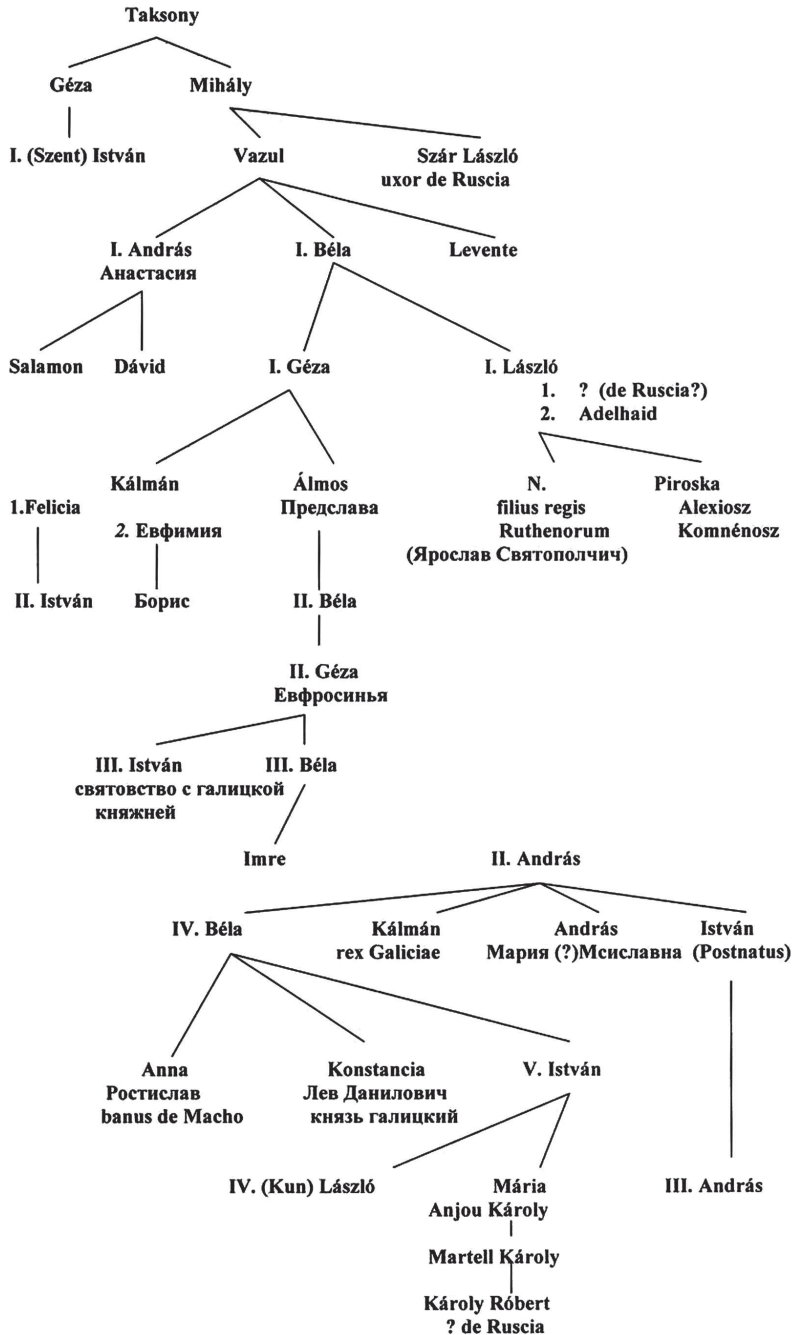 Taksony
Géza Mihály
I. (Szent) István Vazul Szár László
uxor de Ruscia
I. András I. Béla Levente
Анастасия
Salamon Dávid I. Géza I. László
1. ? (de Ruscia?)
2. Adelhaid
Kálmán Álmos N. Piroska
1.Felicia Предслава filius regis Alexiosz
2. Евфимия Ruthenorum Komnénosz
(Ярослав Святополчич)
II. István Борис II. Béla
II. Géza
Евфросинья
III. István III. Béla
святовство с галицкой
княжней
Imre II. András
IV. Béla Kálmán András István
rex Galiciae Мария (?)Мсиславна (Postnatus)
Anna Konstancia V. István
Ростислав Лев Данилович
banus de Macho князь галицкий
IV. (Kun) László Mária III. András
Anjou Károly
Martell Károly
Károly Róbert
? de Ruscia